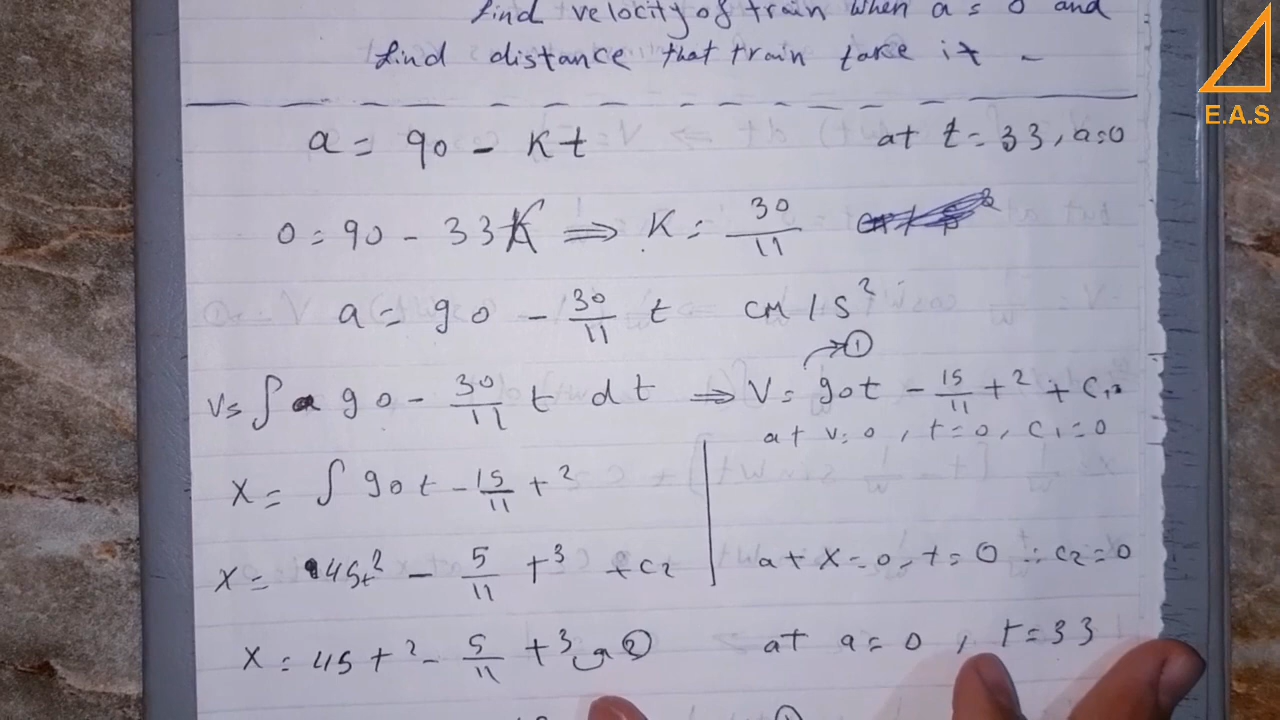 find velocity of train when a = 0 and
find distance that train take it -
E.A.S
a = 90 - Kt at t = 33, a=0
0 = 90 - 33K ⇒ K = 30/11
a = 90 - 30/11 t cm/s²
V= ∫ 90 - 30/11 t dt ⇒ V = 90t - 15/11 t² + C₁ → ①
at v=0, t=0, C₁=0
X = ∫ 90t - 15/11 t²
X = 45t² - 5/11 t³ + C₂ at X=0, t=0 ∴ C₂=0
X = 45t² - 5/11 t³ → ② at a=0, t=33